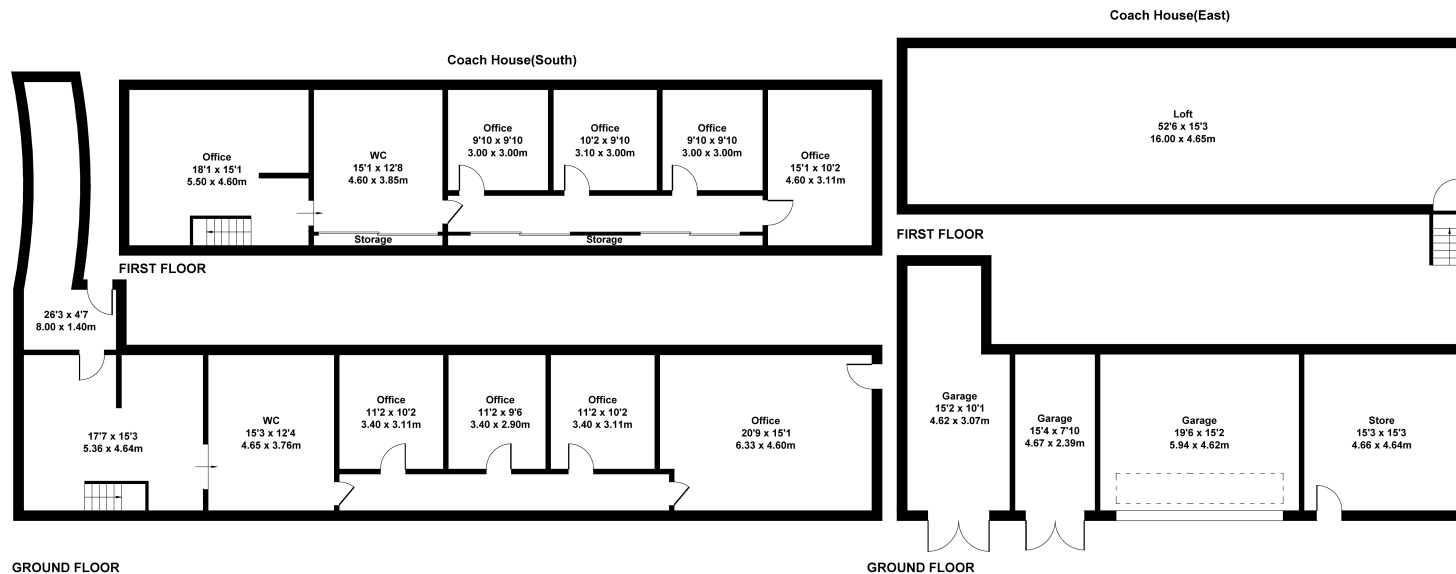 Coach House(East)
Coach House(South)
Office
18'1 x 15'1
5.50 x 4.60m
WC
15'1 x 12'8
4.60 x 3.85m
Office
9'10 x 9'10
3.00 x 3.00m
Office
10'2 x 9'10
3.10 x 3.00m
Office
9'10 x 9'10
3.00 x 3.00m
Office
15'1 x 10'2
4.60 x 3.11m
Storage
Storage
FIRST FLOOR
Loft
52'6 x 15'3
16.00 x 4.65m
FIRST FLOOR
26'3 x 4'7
8.00 x 1.40m
17'7 x 15'3
5.36 x 4.64m
WC
15'3 x 12'4
4.65 x 3.76m
Office
11'2 x 10'2
3.40 x 3.11m
Office
11'2 x 9'6
3.40 x 2.90m
Office
11'2 x 10'2
3.40 x 3.11m
Office
20'9 x 15'1
6.33 x 4.60m
Garage
15'2 x 10'1
4.62 x 3.07m
Garage
15'4 x 7'10
4.67 x 2.39m
Garage
19'6 x 15'2
5.94 x 4.62m
Store
15'3 x 15'3
4.66 x 4.64m
GROUND FLOOR
GROUND FLOOR